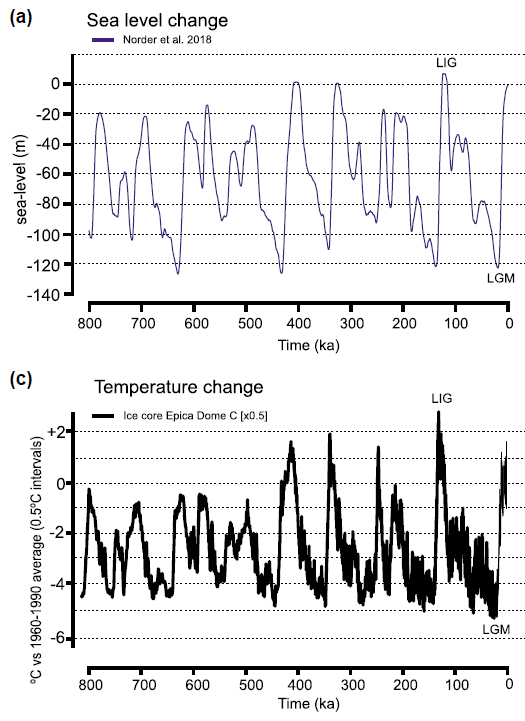 (a)
Sea level change
Norder et al. 2018
LIG
0
-20
-40
-60
-80
-100
-120
-140
sea-level (m)
LGM
800 700 600 500 400 300 200 100 0
Time (ka)
(c)
Temperature change
Ice core Epica Dome C [x0.5]
LIG
+2
0
-2
-4
-6
ºC vs 1960-1990 average (0.5ºC intervals)
LGM
800 700 600 500 400 300 200 100 0
Time (ka)